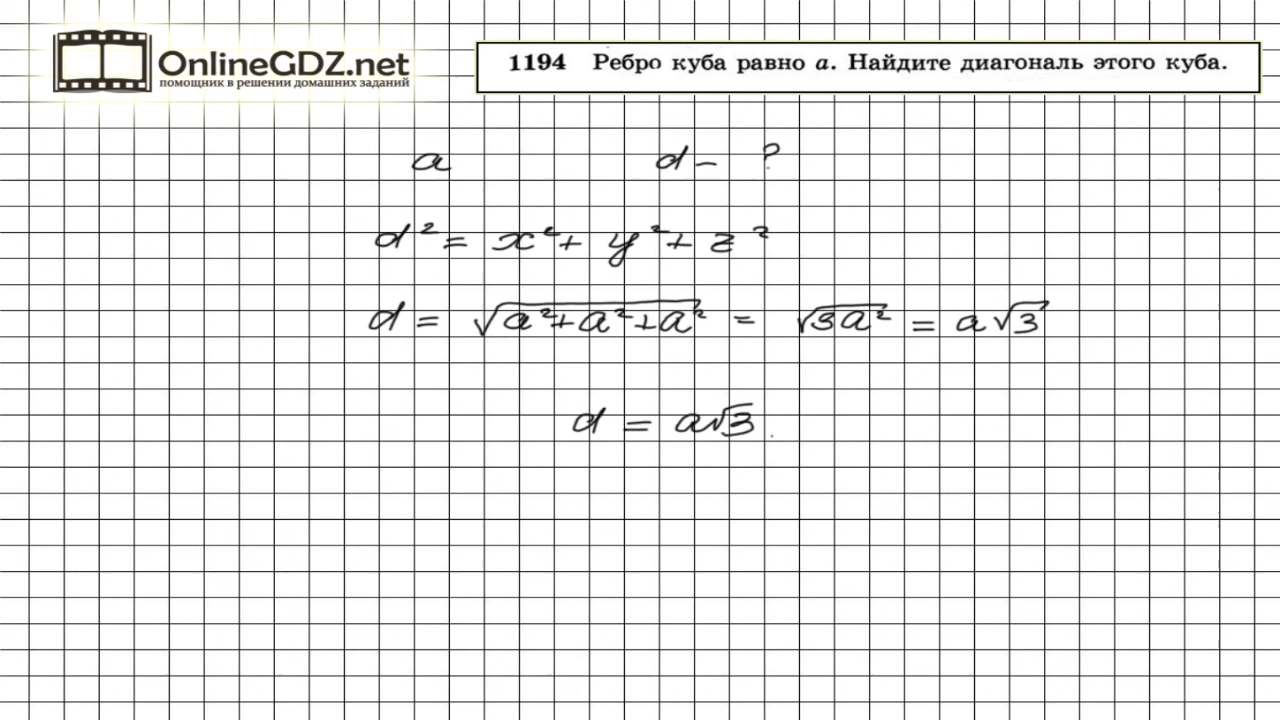 OnlineGDZ.net
помощник в решении домашних заданий
1194 Ребро куба равно a. Найдите диагональ этого куба.
a d – ?
d² = x² + y² + z²
d = √(a²+a²+a²) = √(3a²) = a√3
d = a√3.